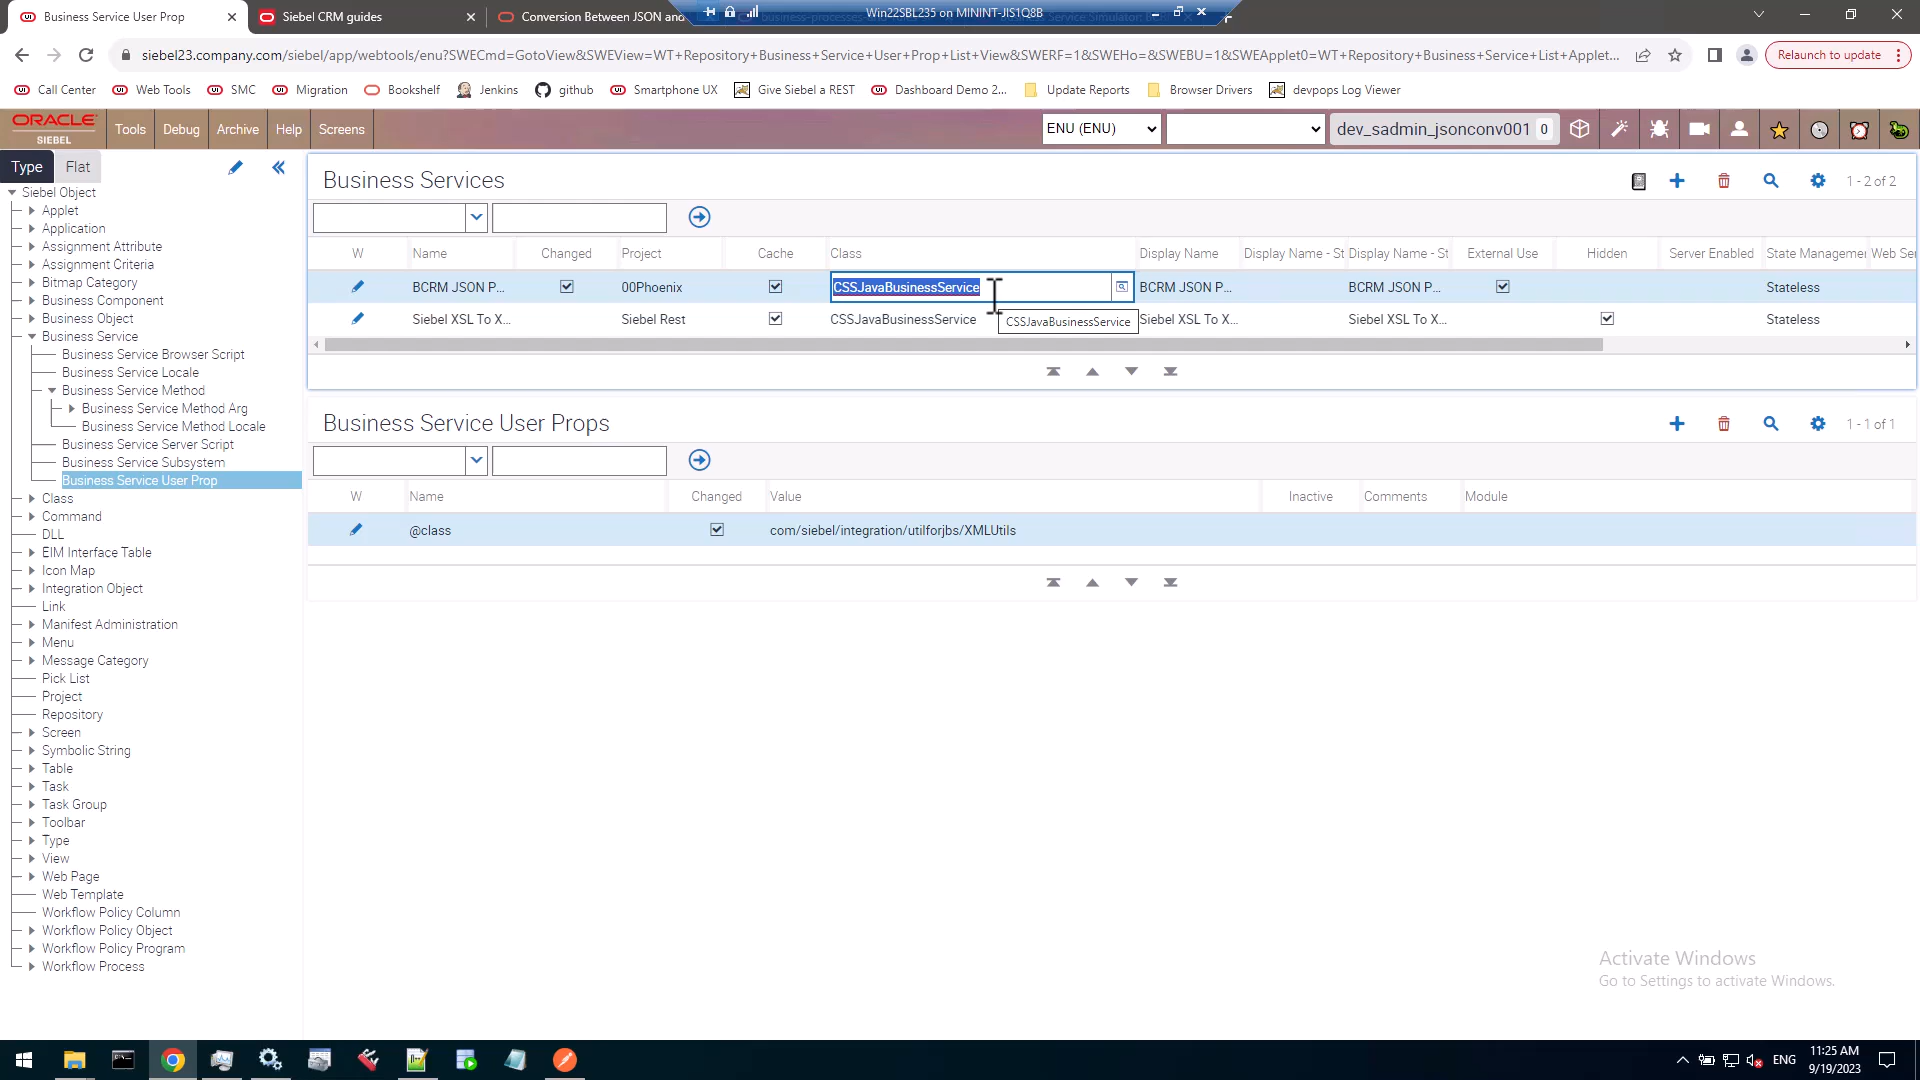 Business Service User Prop
Siebel CRM guides
Conversion Between JSON and
Win22SBL235 on MININT-JIS1Q8B
siebel23.company.com/siebel/app/webtools/enu?SWECmd=GotoView&SWEView=WT+Repository+Business+Service+User+Prop+List+View&SWERF=1&SWEHo=&SWEBU=1&SWEApplet0=WT+Repository+Business+Service+List+Applet...
Relaunch to update
Call Center
Web Tools
SMC
Migration
Bookshelf
Jenkins
github
Smartphone UX
Give Siebel a REST
Dashboard Demo 2...
Update Reports
Browser Drivers
devpops Log Viewer
ORACLE
SIEBEL
Tools
Debug
Archive
Help
Screens
ENU (ENU)
dev_sadmin_jsonconv001 0
Type
Flat
Siebel Object
Applet
Application
Assignment Attribute
Assignment Criteria
Bitmap Category
Business Component
Business Object
Business Service
Business Service Browser Script
Business Service Locale
Business Service Method
Business Service Method Arg
Business Service Method Locale
Business Service Server Script
Business Service Subsystem
Business Service User Prop
Class
Command
DLL
EIM Interface Table
Icon Map
Integration Object
Link
Manifest Administration
Menu
Message Category
Pick List
Project
Repository
Screen
Symbolic String
Table
Task
Task Group
Toolbar
Type
View
Web Page
Web Template
Workflow Policy Column
Workflow Policy Object
Workflow Policy Program
Workflow Process
Business Services
1 - 2 of 2
W Name Changed Project Cache Class Display Name Display Name - St Display Name - St External Use Hidden Server Enabled State Managemer Web Ser
BCRM JSON P... 00Phoenix CSSJavaBusinessService BCRM JSON P... BCRM JSON P... Stateless
Siebel XSL To X... Siebel Rest CSSJavaBusinessService CSSJavaBusinessService Siebel XSL To X... Siebel XSL To X... Stateless
Business Service User Props
1 - 1 of 1
W Name Changed Value Inactive Comments Module
@class com/siebel/integration/utilforjbs/XMLUtils
Activate Windows
Go to Settings to activate Windows.
ENG
11:25 AM
9/19/2023